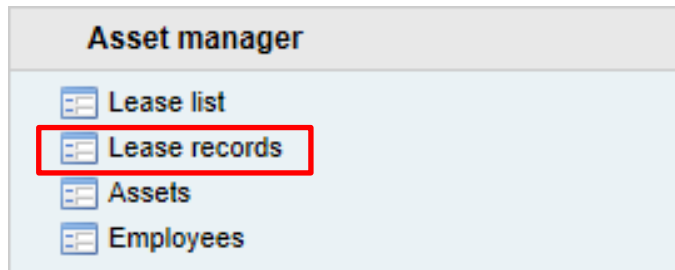 Asset manager
Lease list
Lease records
Assets
Employees